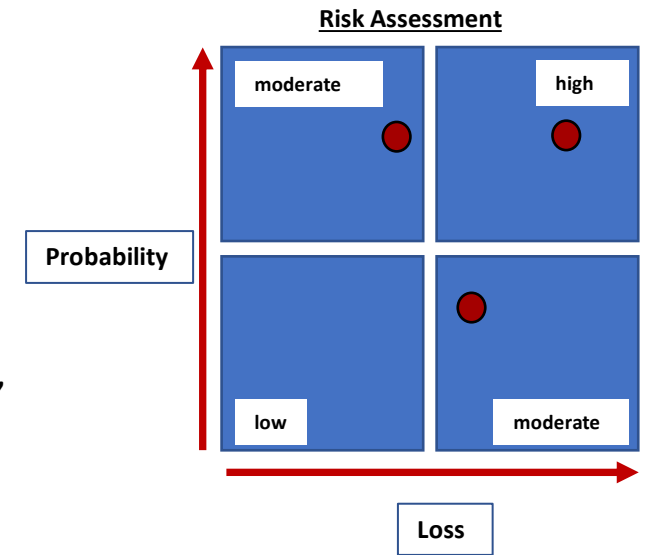 Risk Assessment
moderate
high
Probability
,
low
moderate
Loss